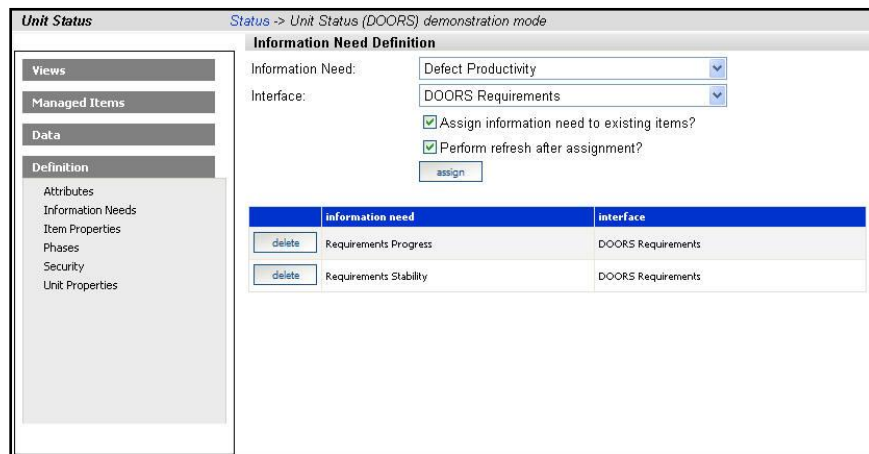 Unit Status
Status -> Unit Status (DOORS) demonstration mode
Information Need Definition
Views
Managed Items
Data
Definition
Attributes
Information Needs
Item Properties
Phases
Security
Unit Properties
Information Need: Defect Productivity
Interface: DOORS Requirements
Assign information need to existing items?
Perform refresh after assignment?
assign
information need interface
delete Requirements Progress DOORS Requirements
delete Requirements Stability DOORS Requirements